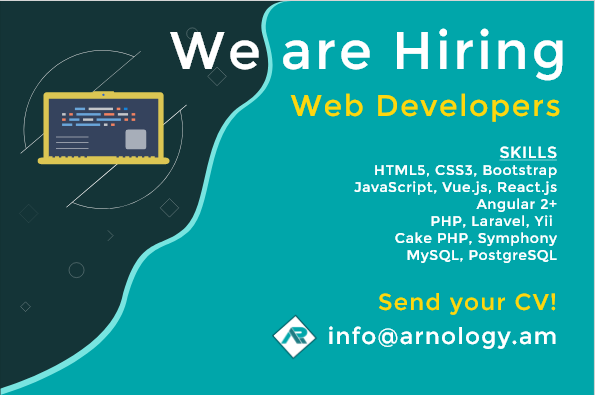 We are Hiring
Web Developers
SKILLS
HTML5, CSS3, Bootstrap
JavaScript, Vue.js, React.js
Angular 2+
PHP, Laravel, Yii
Cake PHP, Symphony
MySQL, PostgreSQL
Send your CV!
info@arnology.am